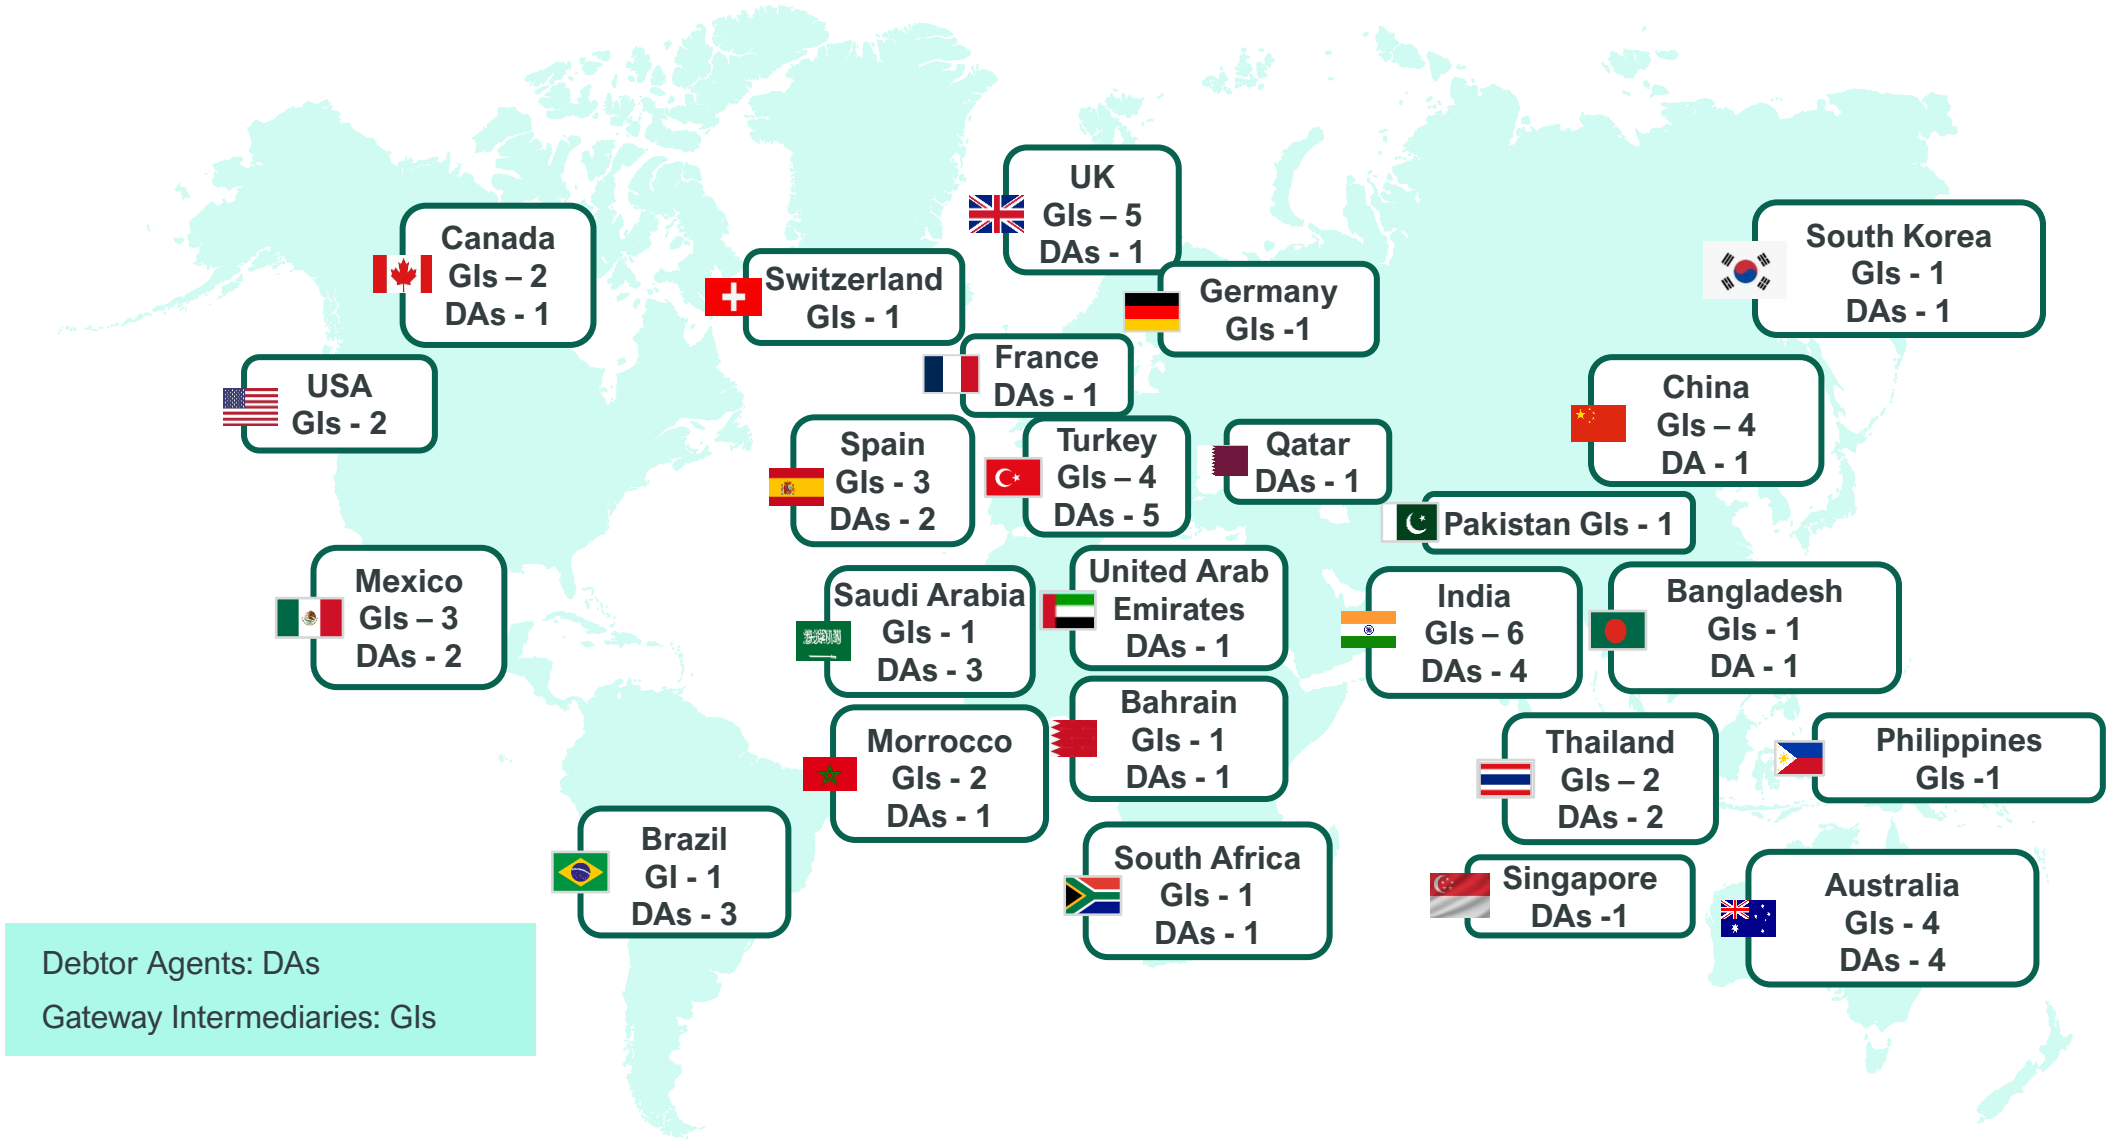 UK
GIs – 5
DAs - 1
Canada
GIs – 2
DAs - 1
South Korea
GIs - 1
DAs - 1
Switzerland
GIs - 1
Germany
GIs -1
France
DAs - 1
USA
GIs - 2
China
GIs – 4
DA - 1
Spain
GIs - 3
DAs - 2
Turkey
GIs – 4
DAs - 5
Qatar
DAs - 1
Pakistan GIs - 1
Mexico
GIs – 3
DAs - 2
Saudi Arabia
GIs - 1
DAs - 3
United Arab
Emirates
DAs - 1
India
GIs – 6
DAs - 4
Bangladesh
GIs - 1
DA - 1
Bahrain
GIs - 1
DAs - 1
Morrocco
GIs - 2
DAs - 1
Thailand
GIs – 2
DAs - 2
Philippines
GIs -1
Brazil
GI - 1
DAs - 3
South Africa
GIs - 1
DAs - 1
Singapore
DAs -1
Australia
GIs - 4
DAs - 4
Debtor Agents: DAs
Gateway Intermediaries: GIs